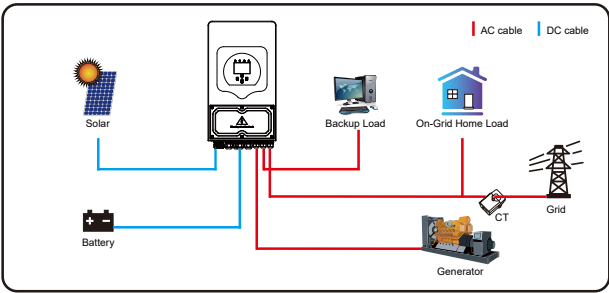 AC cable
DC cable
Solar
Backup Load
On-Grid Home Load
CT
Grid
Battery
Generator